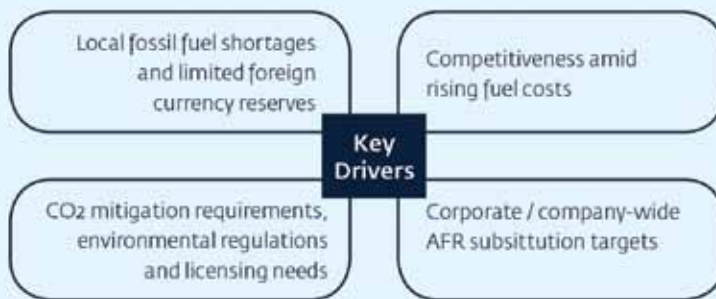 Local fossil fuel shortages
and limited foreign
currency reserves
Competitiveness amid
rising fuel costs
Key
Drivers
CO2 mitigation requirements,
environmental regulations
and licensing needs
Corporate / company-wide
AFR subsittution targets